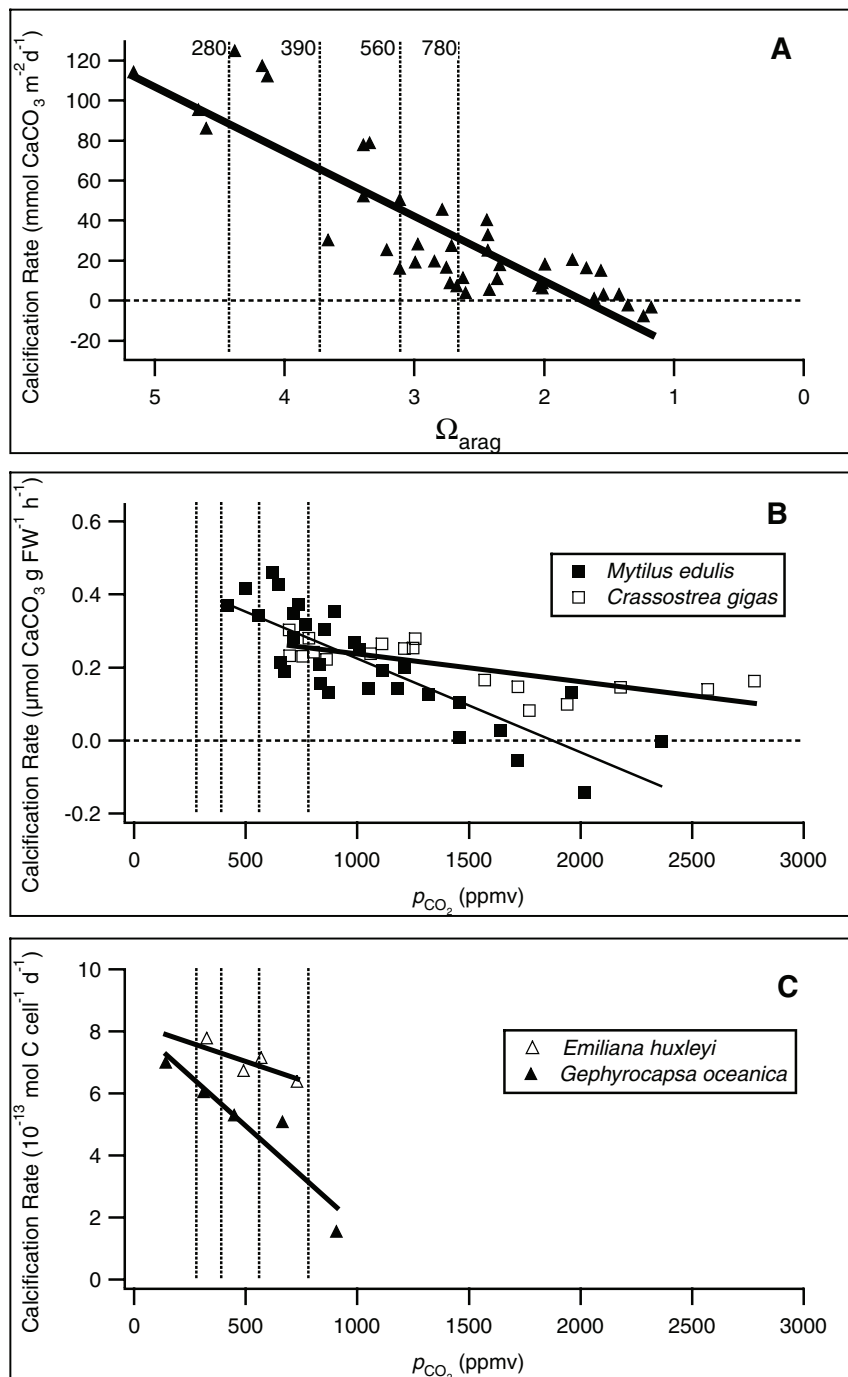 A
280 390 560 780
120
100
80
60
40
20
0
-20
Calcification Rate (mmol CaCO₃ m⁻² d⁻¹)
5 4 3 2 1 0
Ωarag
B
0.6
0.4
0.2
0.0
-0.2
Calcification Rate (µmol CaCO₃ g FW⁻¹ h⁻¹)
Mytilus edulis
Crassostrea gigas
0 500 1000 1500 2000 2500 3000
pCO₂ (ppmv)
C
10
8
6
4
2
0
Calcification Rate (10⁻¹³ mol C cell⁻¹ d⁻¹)
Emiliana huxleyi
Gephyrocapsa oceanica
0 500 1000 1500 2000 2500 3000
pCO₂ (ppmv)